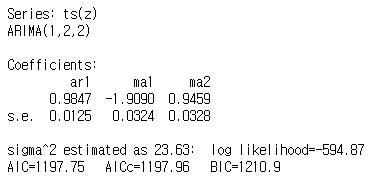 Series: ts(z)
ARIMA(1,2,2)
Coefficients:
ar1 ma1 ma2
0.9847 -1.9090 0.9459
s.e. 0.0125 0.0324 0.0328
sigma^2 estimated as 23.63: log likelihood=-594.87
AIC=1197.75 AICc=1197.96 BIC=1210.9